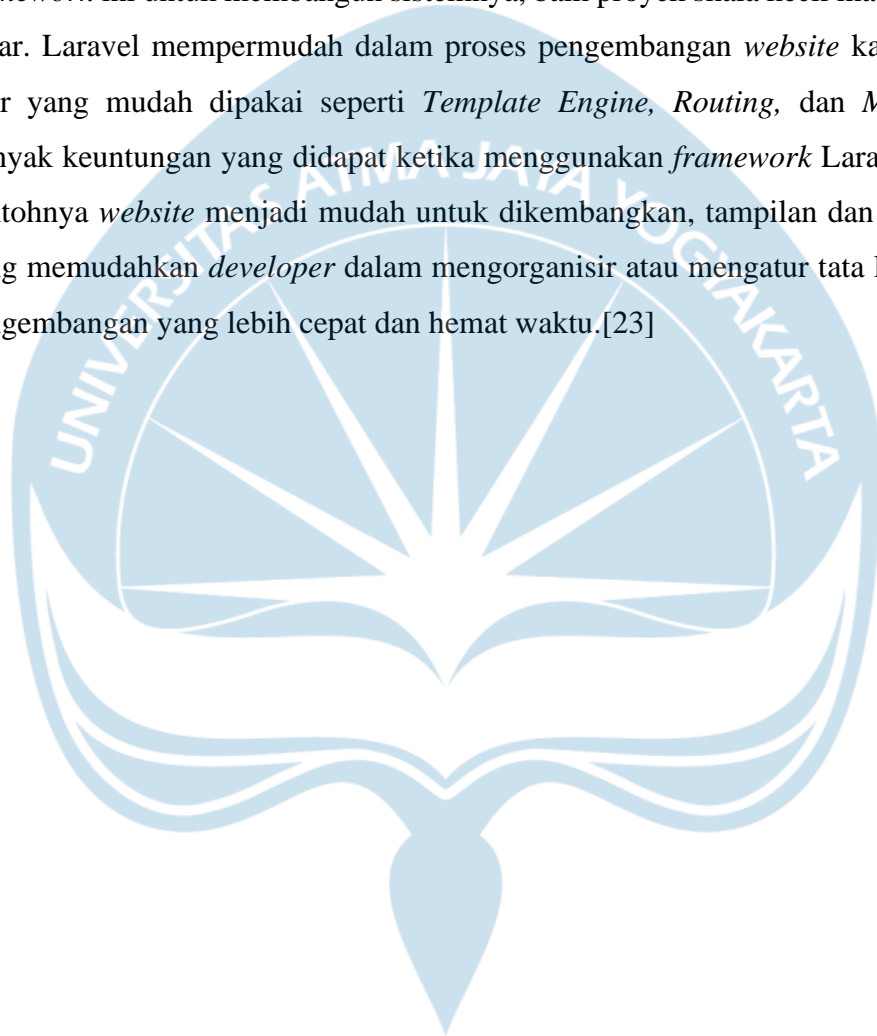 ini untuk membangun sistemnya, baik proyek skala kecil
ar. Laravel mempermudah dalam proses pengembangan website ka
r yang mudah dipakai seperti Template Engine, Routing, dan M
nyak keuntungan yang didapat ketika menggunakan framework Lara
tohnya website menjadi mudah untuk dikembangkan, tampilan dan
g memudahkan developer dalam mengorganisir atau mengatur tata
gembangan yang lebih cepat dan hemat waktu.[23]
UNIVERSITAS ATMA JAYA YOGYAKARTA